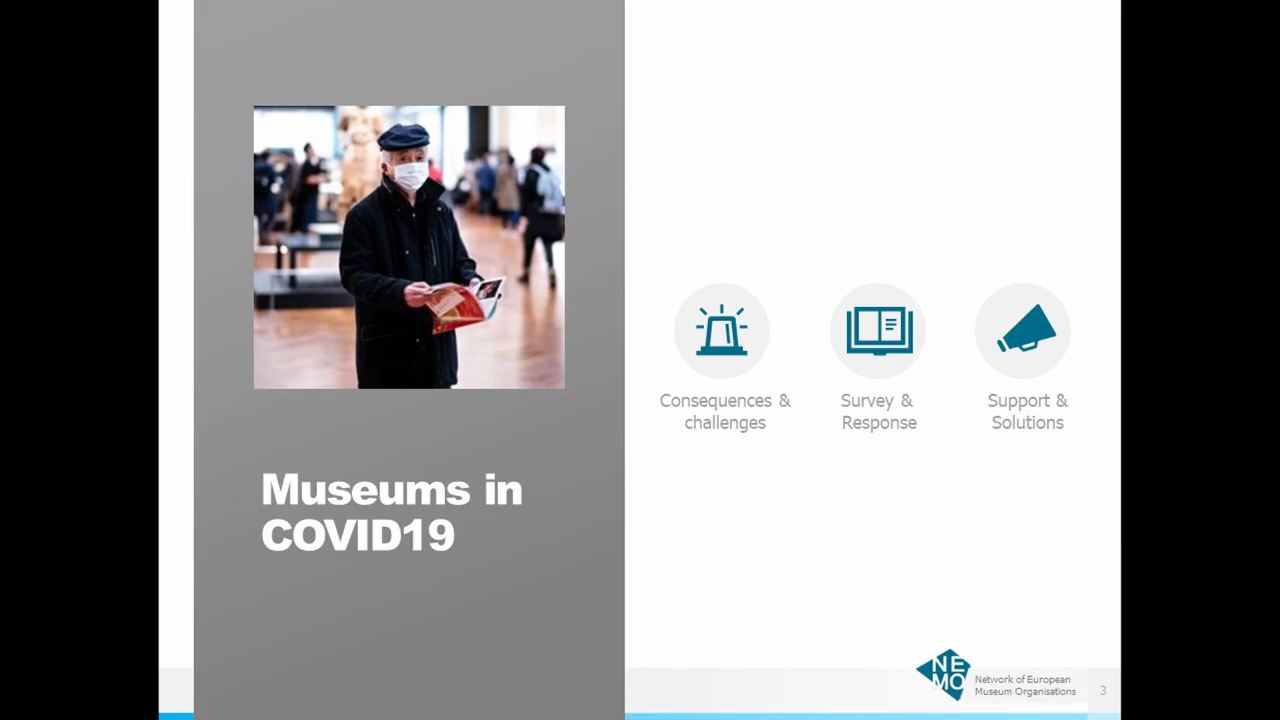 Museums in
COVID19
Consequences &
challenges
Survey &
Response
Support &
Solutions
NE
MO
Network of European
Museum Organisations
3